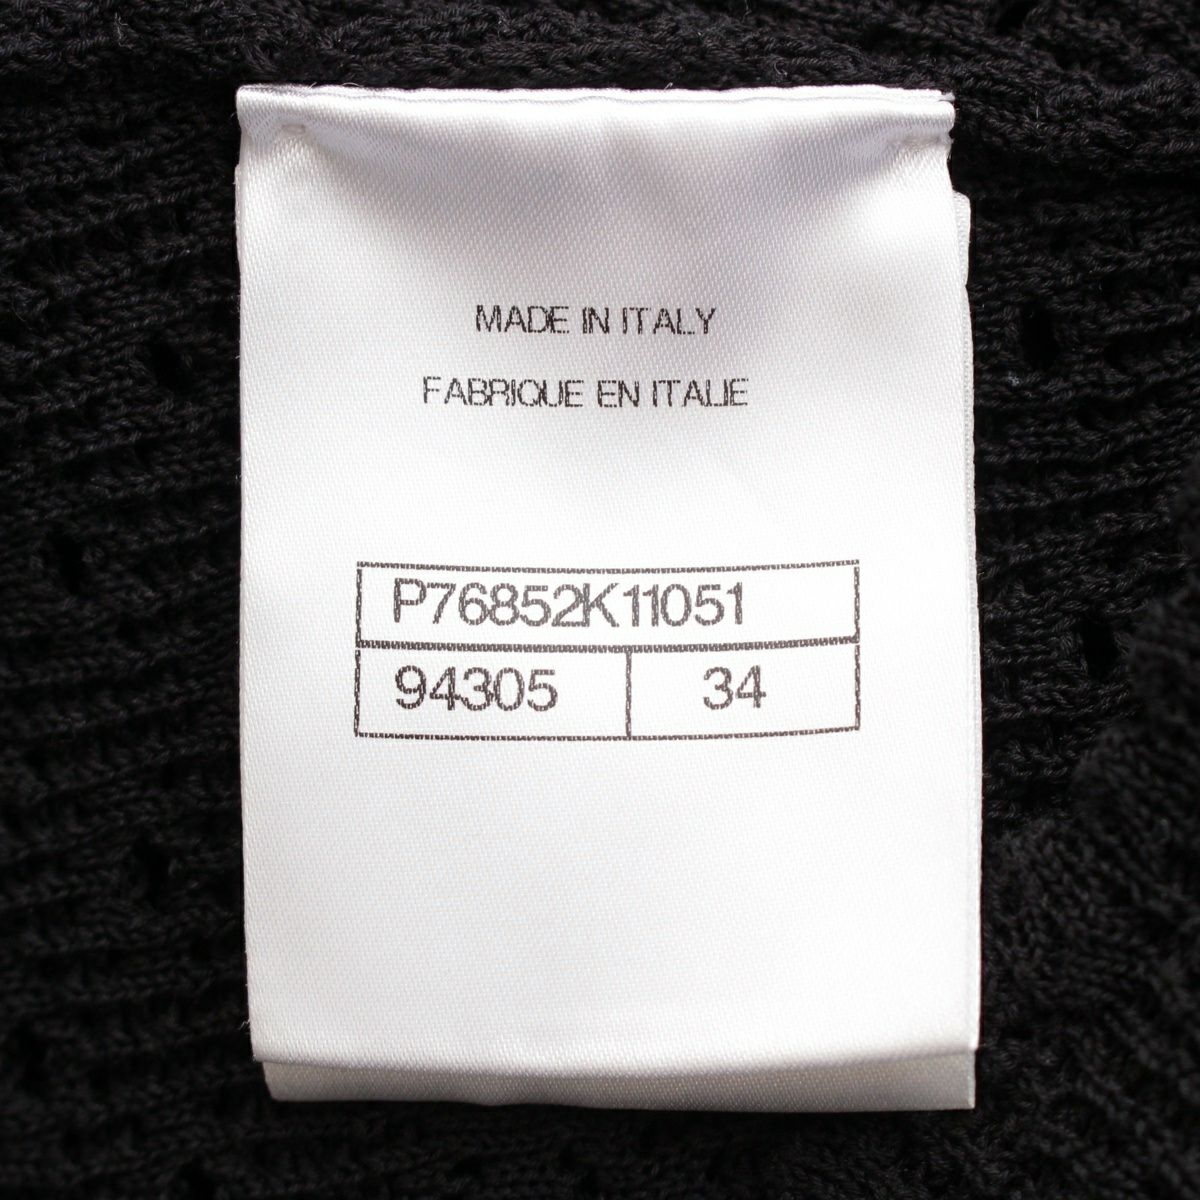 MADE IN ITALY
FABRIQUE EN ITALIE
P76852K11051
94305 34